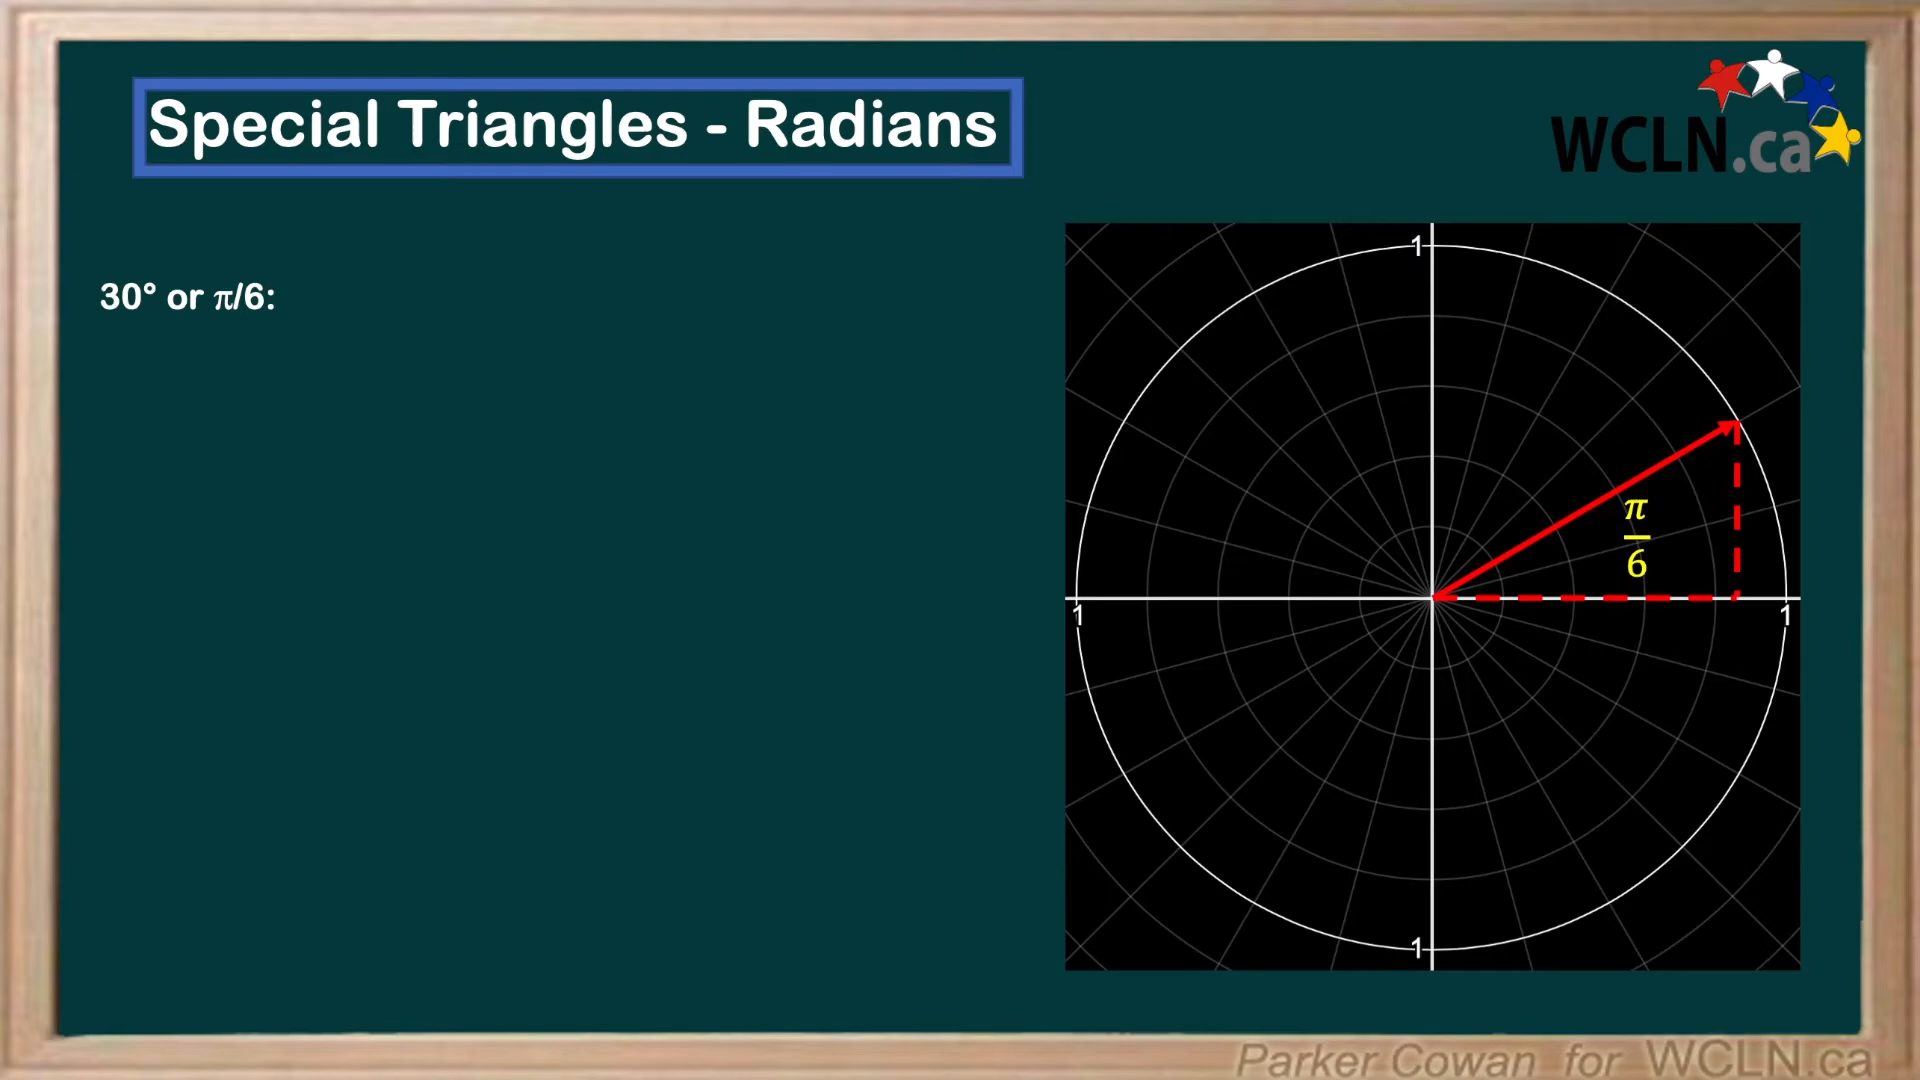 Special Triangles - Radians
WCLN.ca
30° or π/6:
1
π
6
1
1
1
Parker Cowan for WCLN.ca